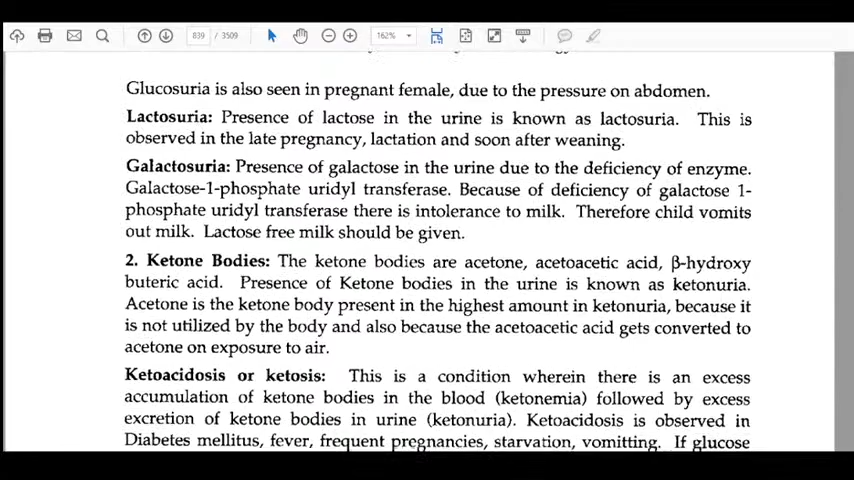 839 / 3509
162%
Glucosuria is also seen in pregnant female, due to the pressure on abdomen.
Lactosuria: Presence of lactose in the urine is known as lactosuria. This is
observed in the late pregnancy, lactation and soon after weaning.
Galactosuria: Presence of galactose in the urine due to the deficiency of enzyme.
Galactose-1-phosphate uridyl transferase. Because of deficiency of galactose 1-
phosphate uridyl transferase there is intolerance to milk. Therefore child vomits
out milk. Lactose free milk should be given.
2. Ketone Bodies: The ketone bodies are acetone, acetoacetic acid, β-hydroxy
buteric acid. Presence of Ketone bodies in the urine is known as ketonuria.
Acetone is the ketone body present in the highest amount in ketonuria, because it
is not utilized by the body and also because the acetoacetic acid gets converted to
acetone on exposure to air.
Ketoacidosis or ketosis: This is a condition wherein there is an excess
accumulation of ketone bodies in the blood (ketonemia) followed by excess
excretion of ketone bodies in urine (ketonuria). Ketoacidosis is observed in
Diabetes mellitus, fever, frequent pregnancies, starvation, vomitting. If glucose